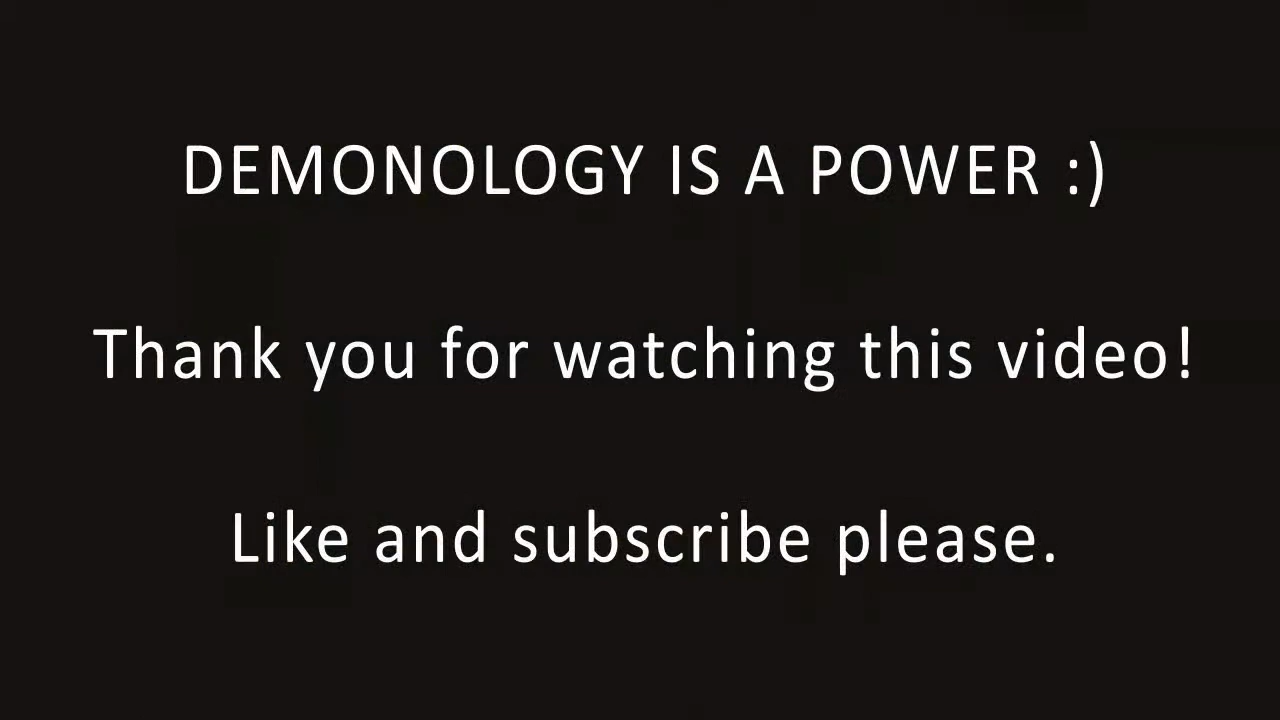 DEMONOLOGY IS A POWER :)
Thank you for watching this video!
Like and subscribe please.